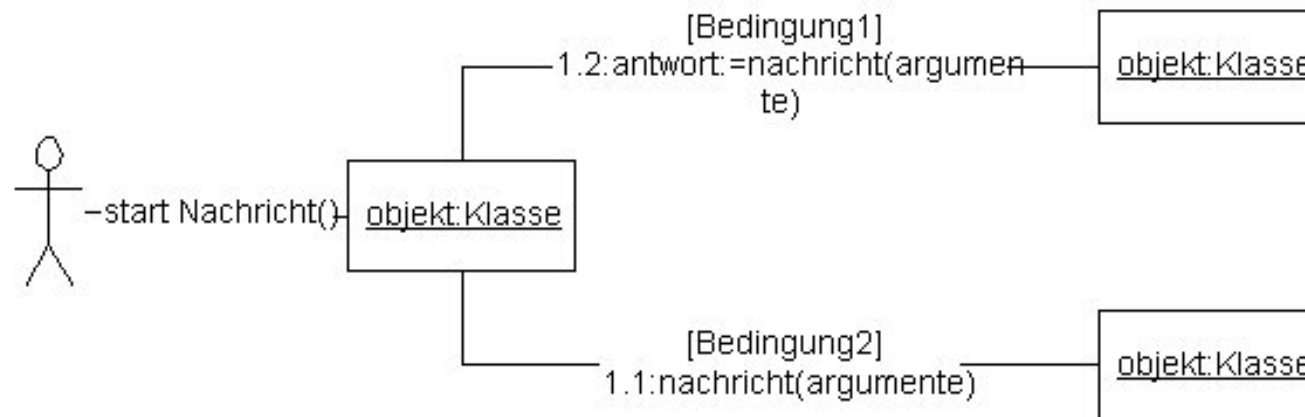 [Bedingung1]
1.2:antwort:=nachricht(argumen
te)
objekt:Klasse
start Nachricht()
objekt:Klasse
[Bedingung2]
1.1:nachricht(argumente)
objekt:Klasse